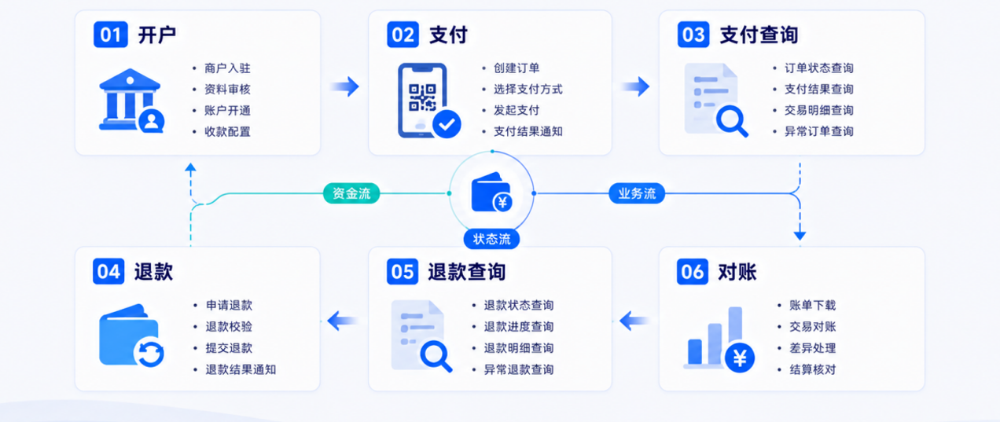 01 开户
商户入驻
资料审核
账户开通
收款配置
02 支付
创建订单
选择支付方式
发起支付
支付结果通知
03 支付查询
订单状态查询
支付结果查询
交易明细查询
异常订单查询
资金流
¥
业务流
状态流
04 退款
申请退款
退款校验
提交退款
退款结果通知
05 退款查询
退款状态查询
退款进度查询
退款明细查询
异常退款查询
06 对账
账单下载
交易对账
差异处理
结算核对
¥